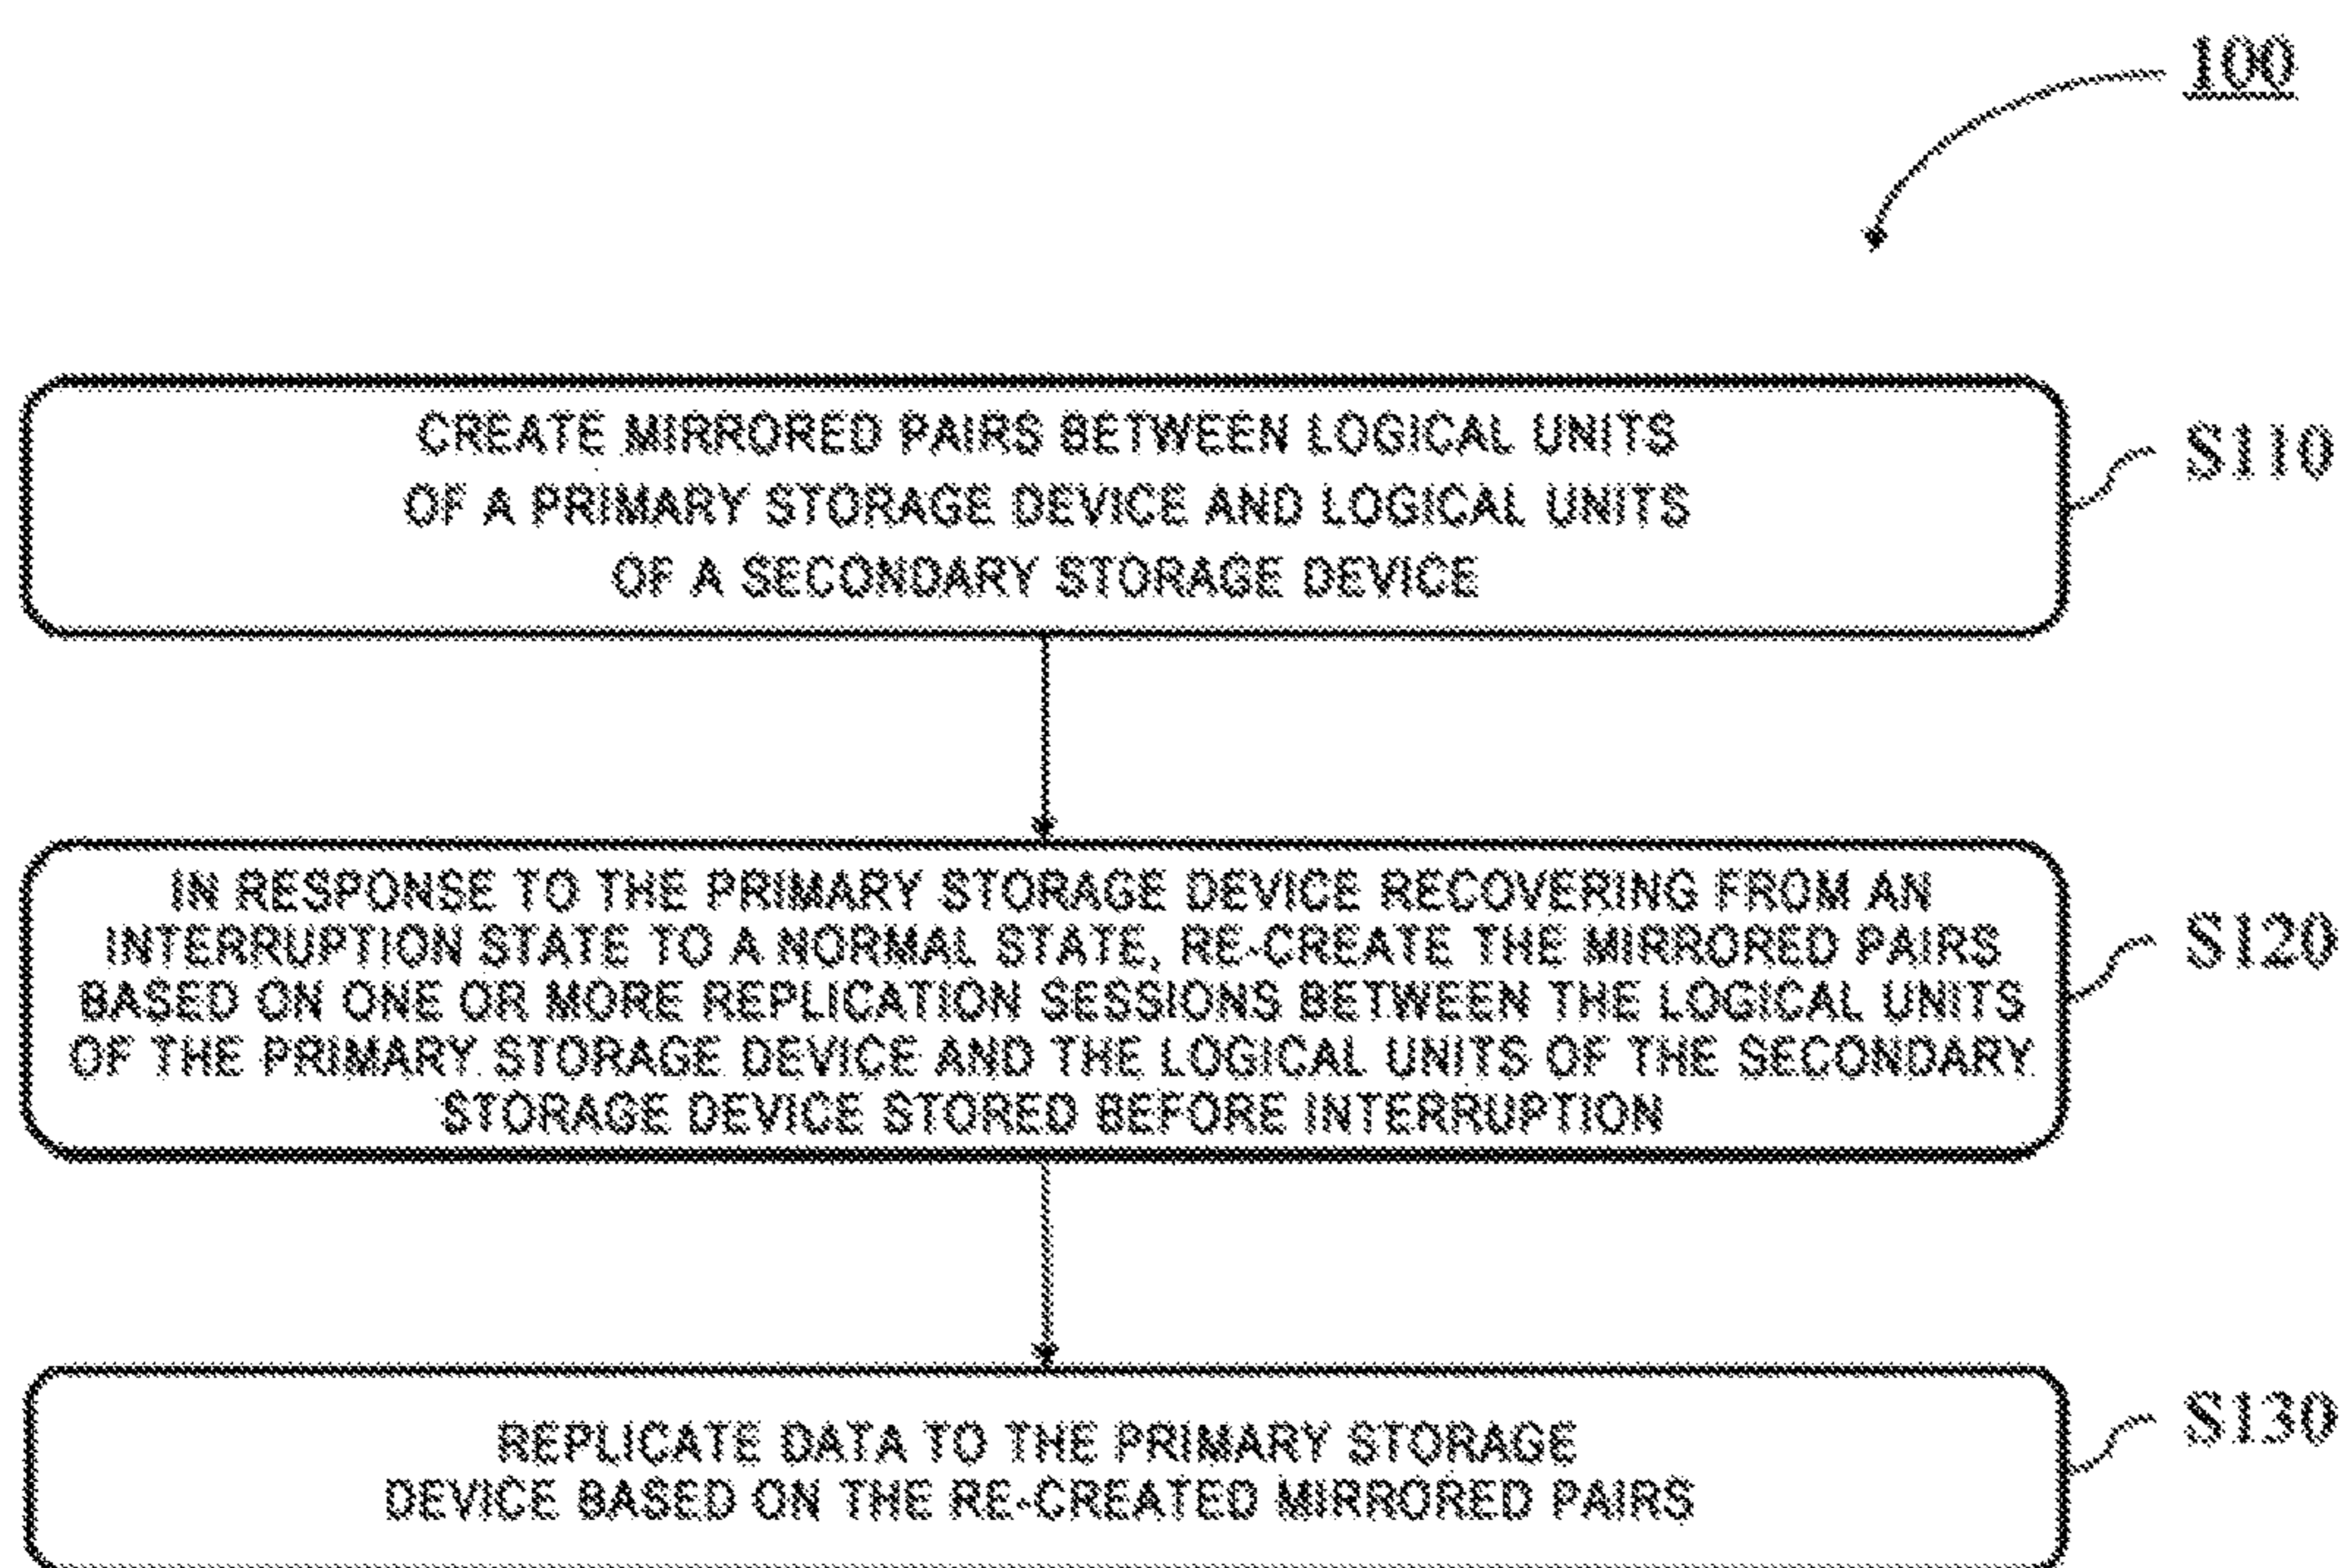 100
CREATE MIRRORED PAIRS BETWEEN LOGICAL UNITS
OF A PRIMARY STORAGE DEVICE AND LOGICAL UNITS
OF A SECONDARY STORAGE DEVICE
S110
IN RESPONSE TO THE PRIMARY STORAGE DEVICE RECOVERING FROM AN
INTERRUPTION STATE TO A NORMAL STATE, RE-CREATE THE MIRRORED PAIRS
BASED ON ONE OR MORE REPLICATION SESSIONS BETWEEN THE LOGICAL UNITS
OF THE PRIMARY STORAGE DEVICE AND THE LOGICAL UNITS OF THE SECONDARY
STORAGE DEVICE STORED BEFORE INTERRUPTION
S120
REPLICATE DATA TO THE PRIMARY STORAGE
DEVICE BASED ON THE RE-CREATED MIRRORED PAIRS
S130